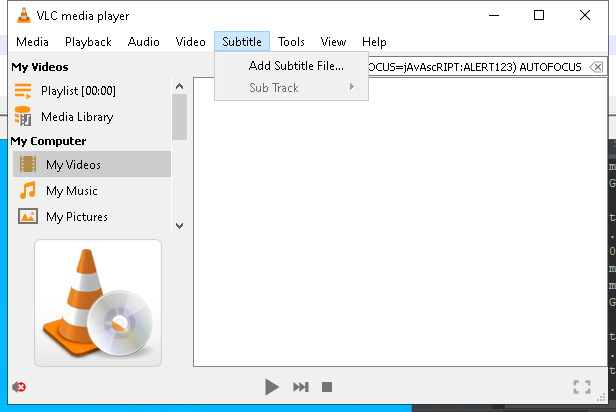 VLC media player
Media Playback Audio Video Subtitle Tools View Help
My Videos
Playlist [00:00]
Media Library
My Computer
My Videos
My Music
My Pictures
Add Subtitle File...
Sub Track
OCUS=jAvAscRIPT:ALERT123) AUTOFOCUS